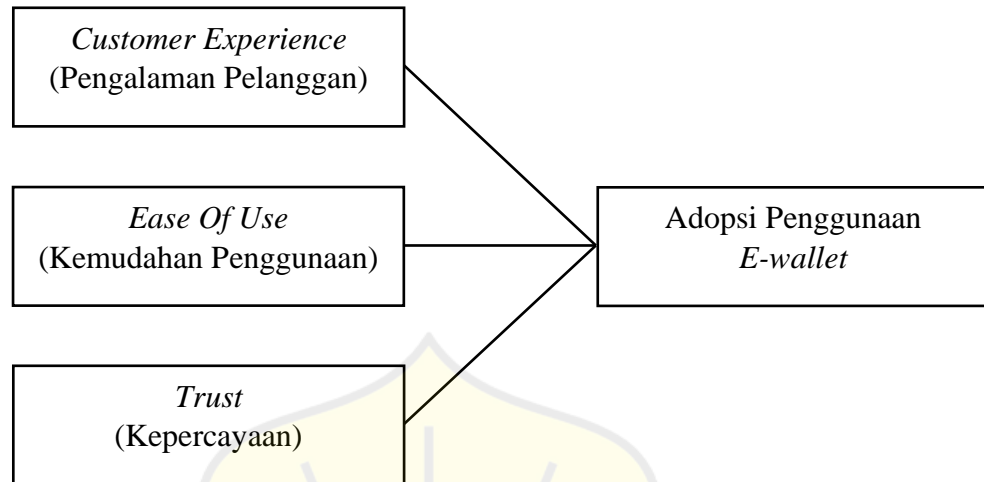 Customer Experience
(Pengalaman Pelanggan)
Ease Of Use
(Kemudahan Penggunaan)
Adopsi Penggunaan
E-wallet
Trust
(Kepercayaan)